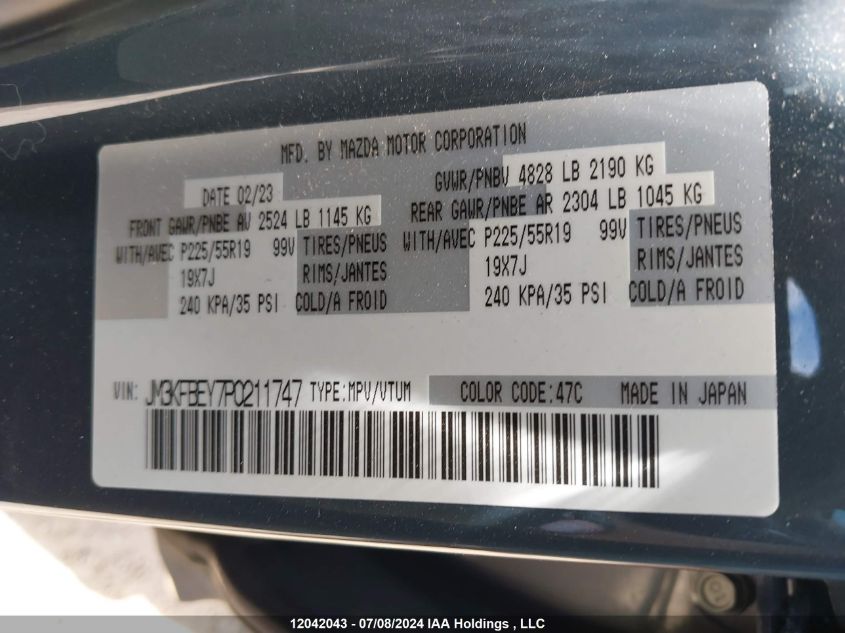 MFD. BY MAZDA MOTOR CORPORATION
DATE 02/23 GVWR/PNBV 4828 LB 2190 KG
FRONT GAWR/PNBE AV 2524 LB 1145 KG REAR GAWR/PNBE AR 2304 LB 1045 KG
WITH/AVEC P225/55R19 99V TIRES/PNEUS WITH/AVEC P225/55R19 99V TIRES/PNEUS
19X7J RIMS/JANTES 19X7J RIMS/JANTES
240 KPA/35 PSI COLD/A FROID 240 KPA/35 PSI COLD/A FROID
VIN: JM3KFBEY7P0211747 TYPE:MPV/VTUM COLOR CODE:47C MADE IN JAPAN
12042043 - 07/08/2024 IAA Holdings , LLC